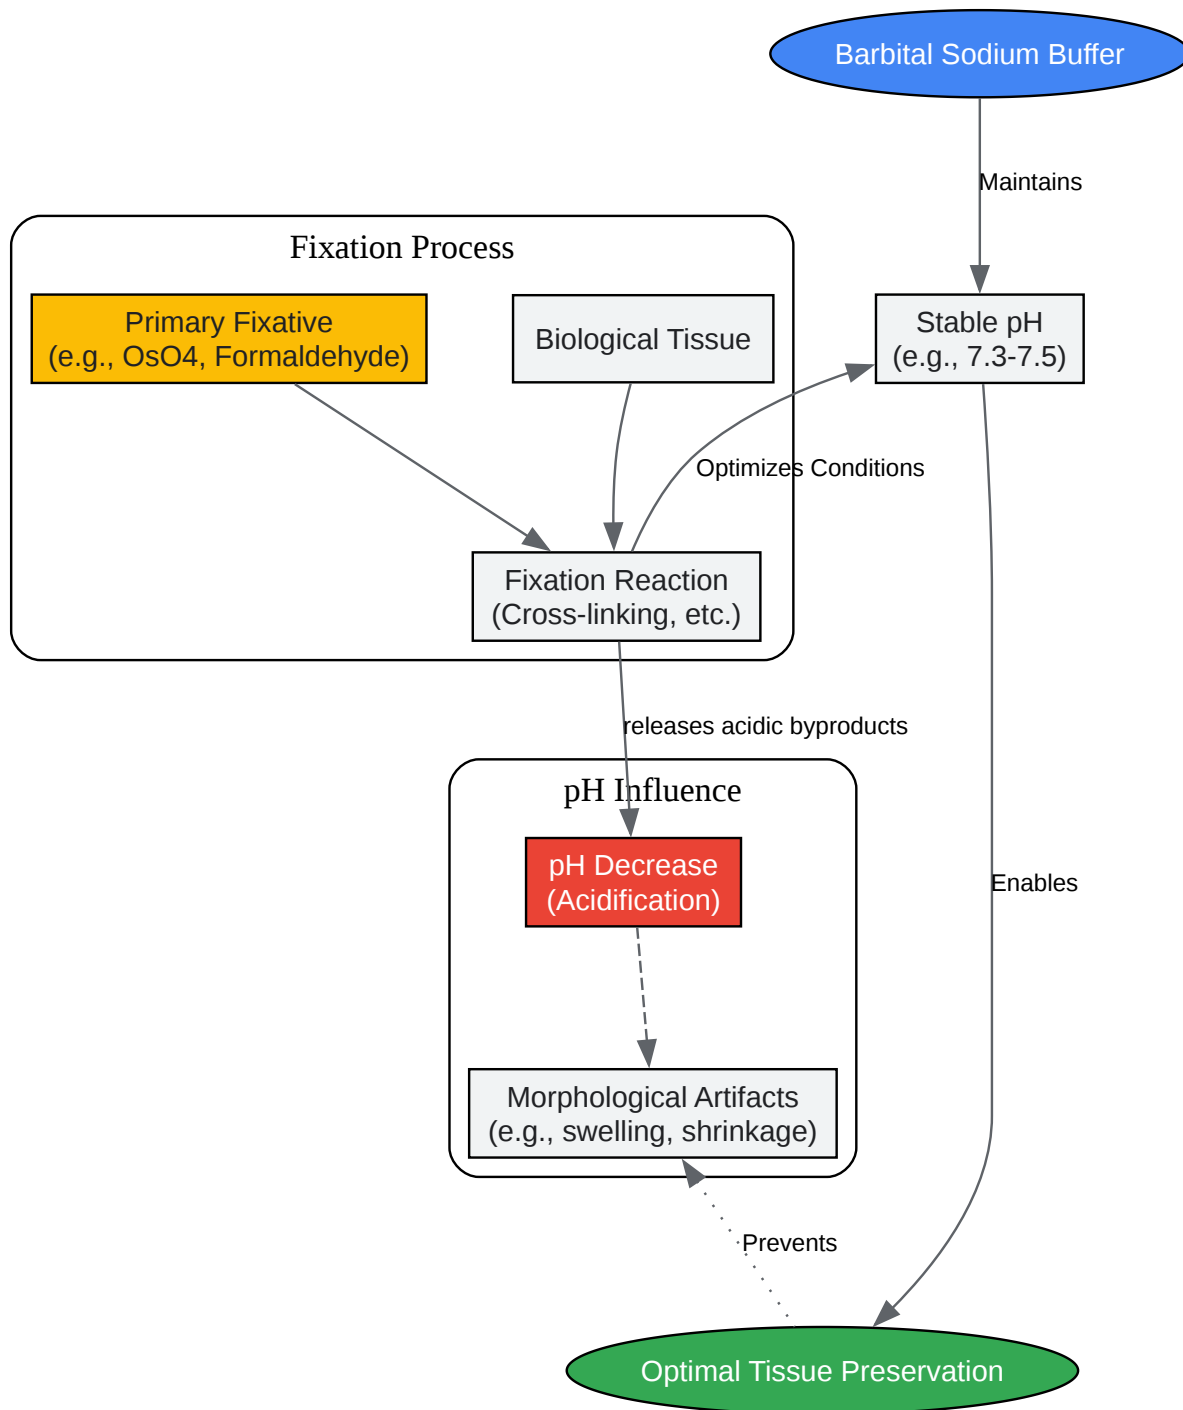 Barbital Sodium Buffer
Maintains
Fixation Process
Primary Fixative
(e.g., OsO4, Formaldehyde)
Biological Tissue
Stable pH
(e.g., 7.3-7.5)
Optimizes Conditions
Fixation Reaction
(Cross-linking, etc.)
releases acidic byproducts
pH Influence
pH Decrease
(Acidification)
Enables
Morphological Artifacts
(e.g., swelling, shrinkage)
Prevents
Optimal Tissue Preservation